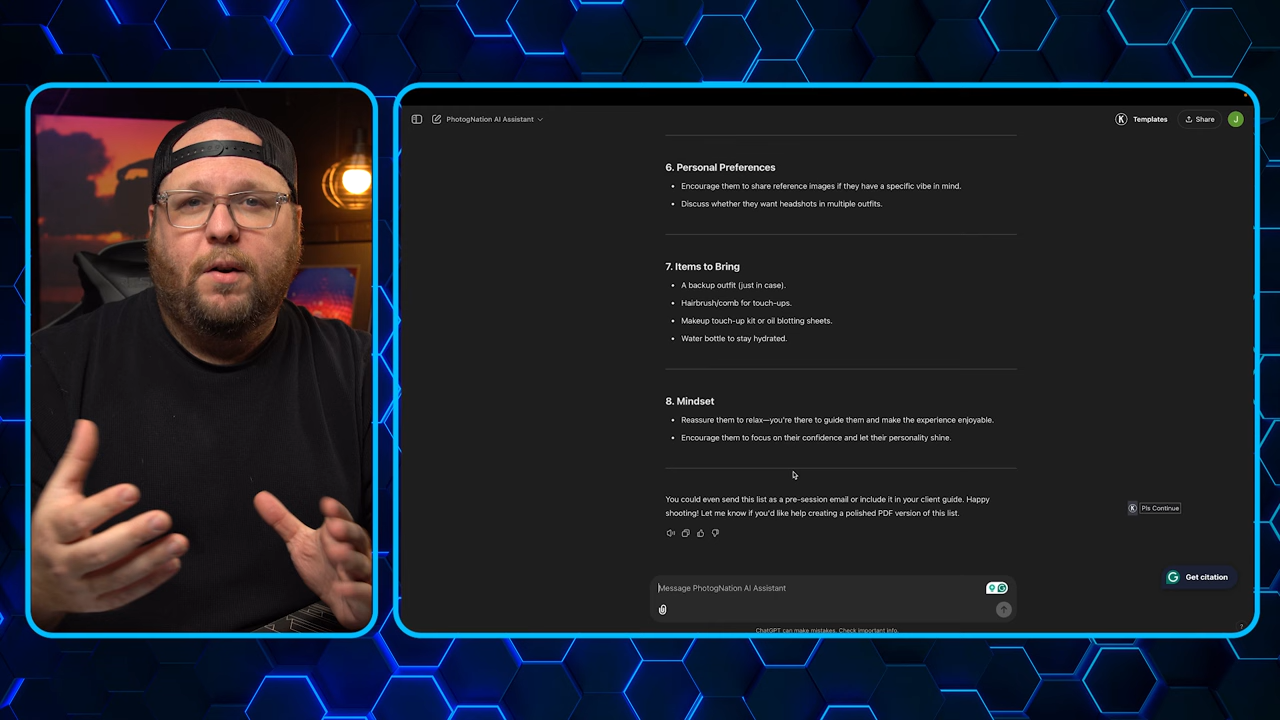 PhotogNation AI Assistant
Templates
Share
J
6. Personal Preferences
• Encourage them to share reference images if they have a specific vibe in mind.
• Discuss whether they want headshots in multiple outfits.
7. Items to Bring
• A backup outfit (just in case).
• Hairbrush/comb for touch-ups.
• Makeup touch-up kit or oil blotting sheets.
• Water bottle to stay hydrated.
8. Mindset
• Reassure them to relax—you're there to guide them and make the experience enjoyable.
• Encourage them to focus on their confidence and let their personality shine.
You could even send this list as a pre-session email or include it in your client guide. Happy
shooting! Let me know if you'd like help creating a polished PDF version of this list.
K Pls Continue
Get citation
Message PhotogNation AI Assistant
ChatGPT can make mistakes. Check important info.
?